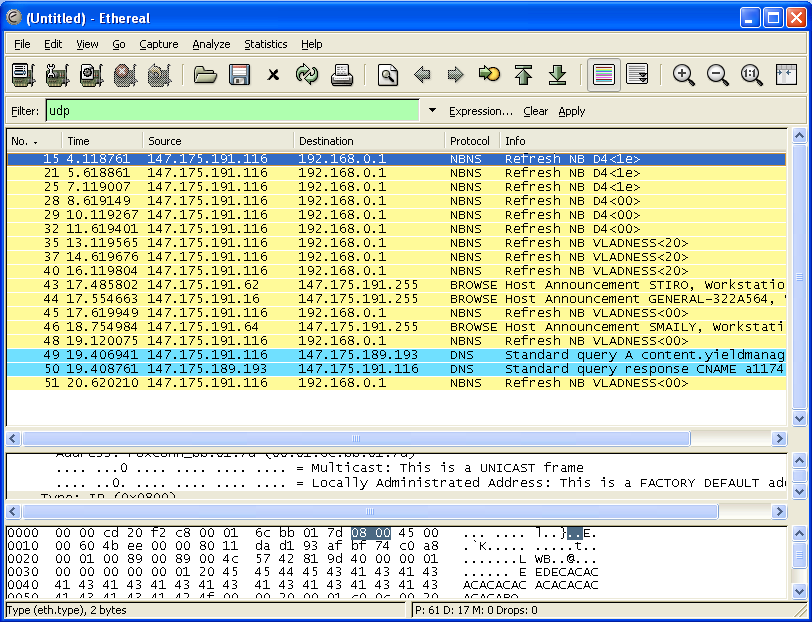 (Untitled) - Ethereal
File Edit View Go Capture Analyze Statistics Help
Filter: udp Expression... Clear Apply
No. . Time Source Destination Protocol Info
15 4.118761 147.175.191.116 192.168.0.1 NBNS Refresh NB D4<1e>
21 5.618861 147.175.191.116 192.168.0.1 NBNS Refresh NB D4<1e>
25 7.119007 147.175.191.116 192.168.0.1 NBNS Refresh NB D4<1e>
28 8.619149 147.175.191.116 192.168.0.1 NBNS Refresh NB D4<00>
29 10.119267 147.175.191.116 192.168.0.1 NBNS Refresh NB D4<00>
32 11.619401 147.175.191.116 192.168.0.1 NBNS Refresh NB D4<00>
35 13.119565 147.175.191.116 192.168.0.1 NBNS Refresh NB VLADNESS<20>
37 14.619676 147.175.191.116 192.168.0.1 NBNS Refresh NB VLADNESS<20>
40 16.119804 147.175.191.116 192.168.0.1 NBNS Refresh NB VLADNESS<20>
43 17.485802 147.175.191.62 147.175.191.255 BROWSE Host Announcement STIRO, Workstatio
44 17.554663 147.175.191.16 147.175.191.255 BROWSE Host Announcement GENERAL-322A564,
45 17.619949 147.175.191.116 192.168.0.1 NBNS Refresh NB VLADNESS<00>
46 18.754984 147.175.191.64 147.175.191.255 BROWSE Host Announcement SMAILY, Workstati
48 19.120075 147.175.191.116 192.168.0.1 NBNS Refresh NB VLADNESS<00>
49 19.406941 147.175.191.116 147.175.189.193 DNS Standard query A content.yieldmanag
50 19.408761 147.175.189.193 147.175.191.116 DNS Standard query response CNAME a1174
51 20.620210 147.175.191.116 192.168.0.1 NBNS Refresh NB VLADNESS<00>
Address: Foxconn_bb:01:7d (00:01:6c:bb:01:7d)
.... ...0 .... .... .... .... = Multicast: This is a UNICAST frame
.... ..0. .... .... .... .... = Locally Administrated Address: This is a FACTORY DEFAULT add
Type: IP (0x0800)
0000 00 00 cd 20 f2 c8 00 01 6c bb 01 7d 08 00 45 00 ... .... l..}..E.
0010 00 60 4b ee 00 00 80 11 da d1 93 af bf 74 c0 a8 .`K..... .....t..
0020 00 01 00 89 00 89 00 4c 57 42 81 9d 40 00 00 01 .......L WB..@...
0030 00 00 00 00 00 01 20 45 45 44 45 43 41 43 41 43 ...... E EDECACAC
0040 41 43 41 43 41 43 41 43 41 43 41 43 41 43 41 43 ACACACAC ACACACAC
0050 41 43 41 43 41 42 4f 00 00 20 00 01 c0 0c 00 20 ACACABO.
Type (eth.type), 2 bytes P: 61 D: 17 M: 0 Drops: 0